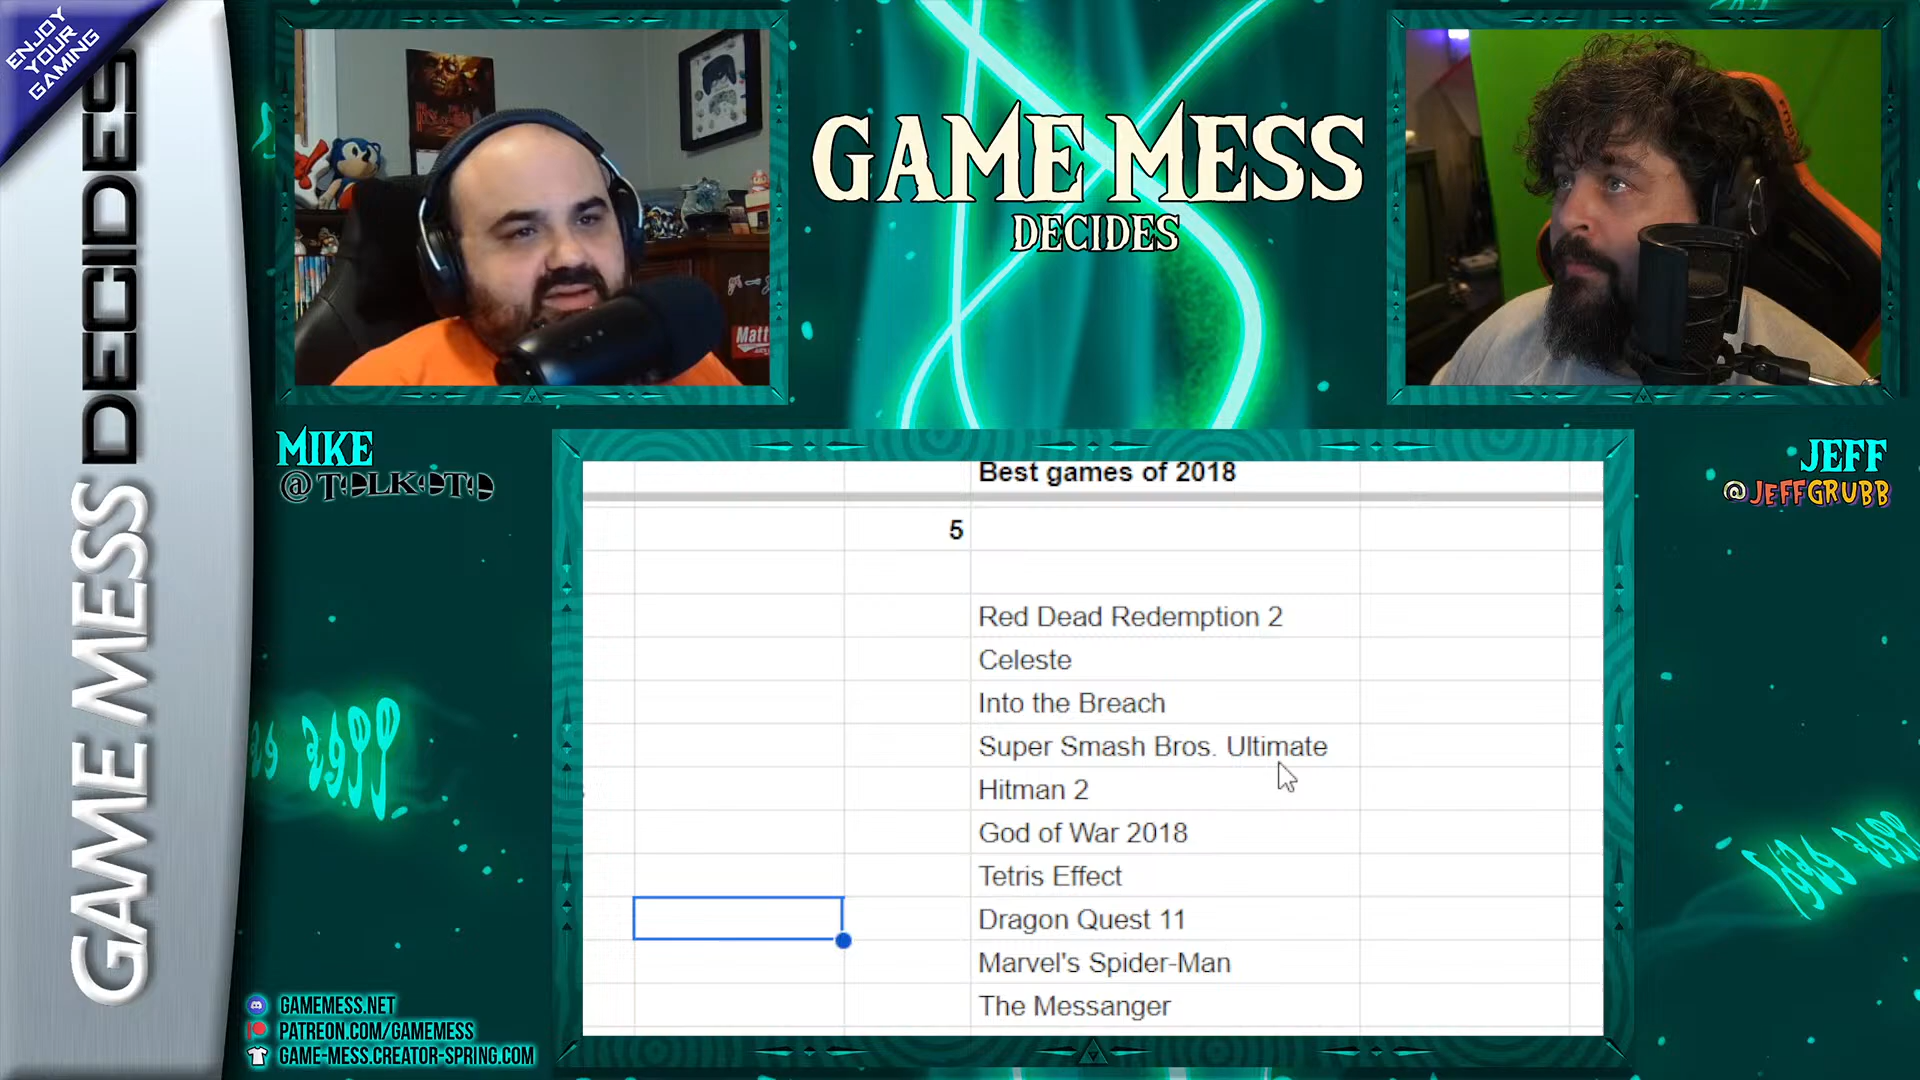 ENJOY
YOUR
GAMING
GAME MESS DECIDES
GAME MESS
DECIDES
Matt
MIKE
@TOLKOTO
JEFF
@JEFFGRUBB
Best games of 2018
5
Red Dead Redemption 2
Celeste
Into the Breach
Super Smash Bros. Ultimate
Hitman 2
God of War 2018
Tetris Effect
Dragon Quest 11
Marvel's Spider-Man
The Messanger
GAMEMESS.NET
PATREON.COM/GAMEMESS
GAME-MESS.CREATOR-SPRING.COM